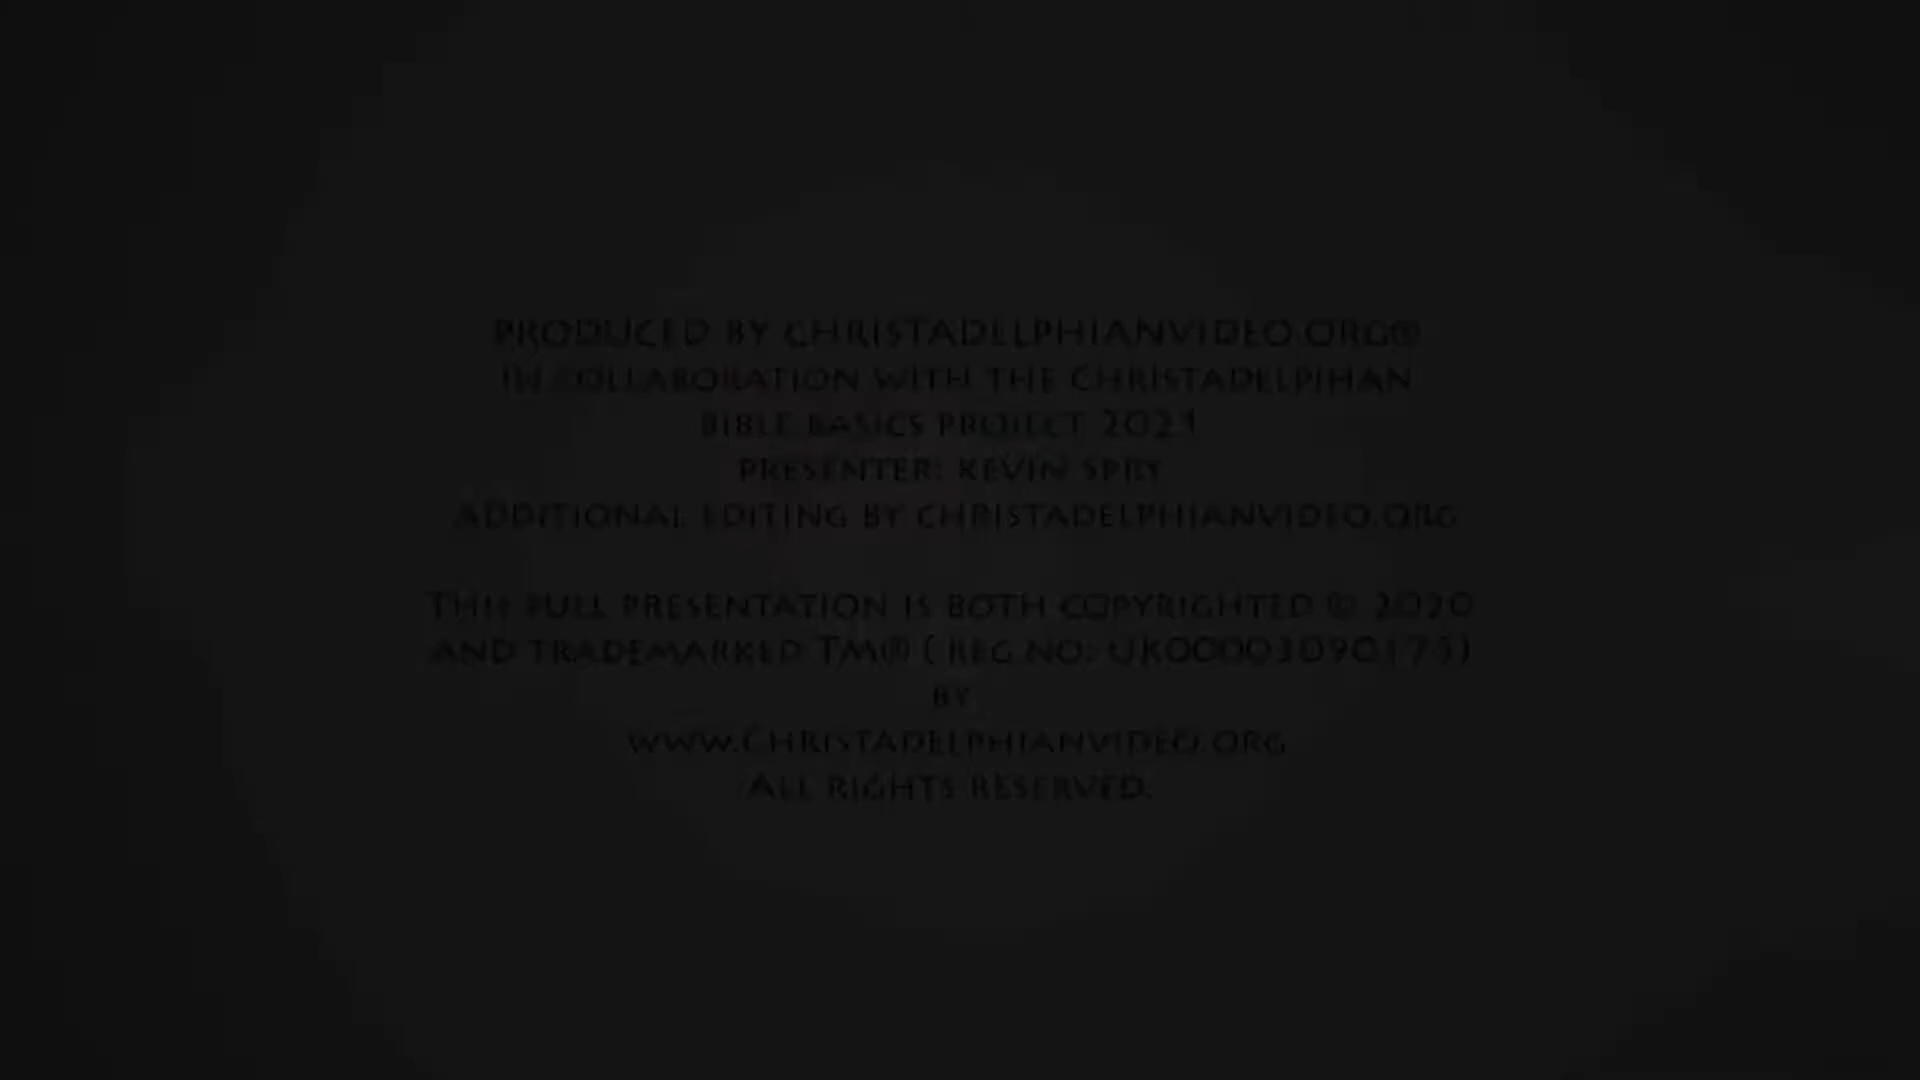 PRODUCED BY CHRISTADELPHIANVIDEO.ORG®
IN COLLABORATION WITH THE CHRISTADELPIHAN
BIBLE BASICS PROJECT 2021
PRESENTER: KEVIN SPRY
ADDITIONAL EDITING BY CHRISTADELPHIANVIDEO.ORG
THIS FULL PRESENTATION IS BOTH COPYRIGHTED © 2020
AND TRADEMARKED TM® ( REG NO: UK00003090175)
BY
WWW.CHRISTADELPHIANVIDEO.ORG
ALL RIGHTS RESERVED.